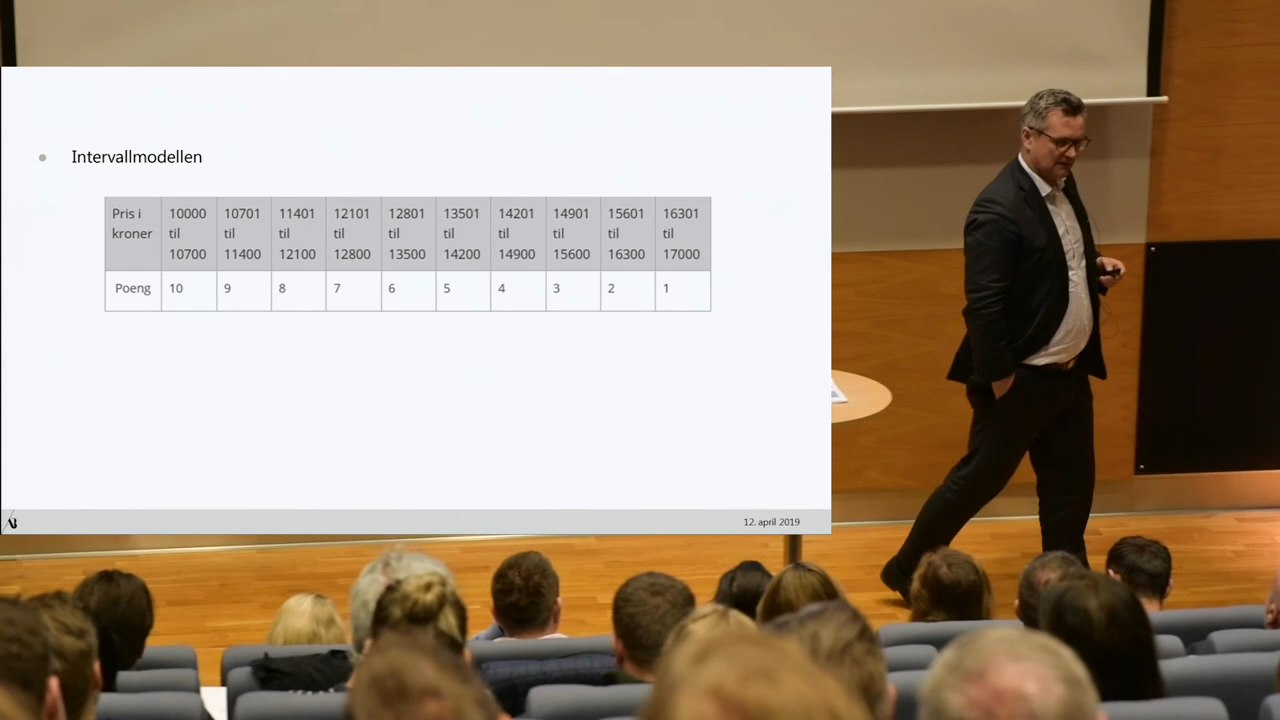 Intervallmodellen
Pris i kroner 10000 til 10700 10701 til 11400 11401 til 12100 12101 til 12800 12801 til 13500 13501 til 14200 14201 til 14900 14901 til 15600 15601 til 16300 16301 til 17000
Poeng 10 9 8 7 6 5 4 3 2 1
12. april 2019